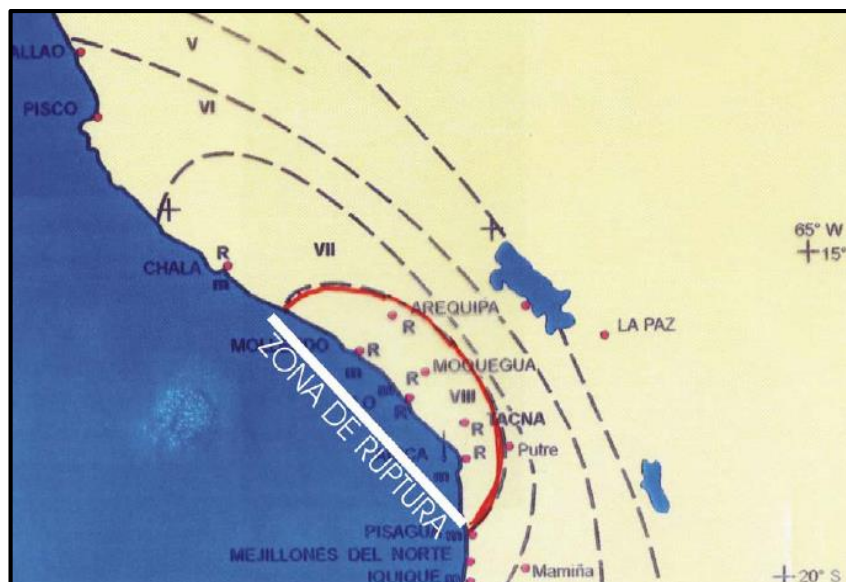 V
ALLAO
VI
PISCO
65° W
15°
VII
R
CHALA
m
AREQUIPA
R
LA PAZ
R
MOQUEGUA
m
R
VIII
R
TACNA
R
Putre
m
ZONA DE RUPTURA
PISAGUA
m
MEJILLONES DEL NORTE
IQUIQUE
m
Mamiña
20° S